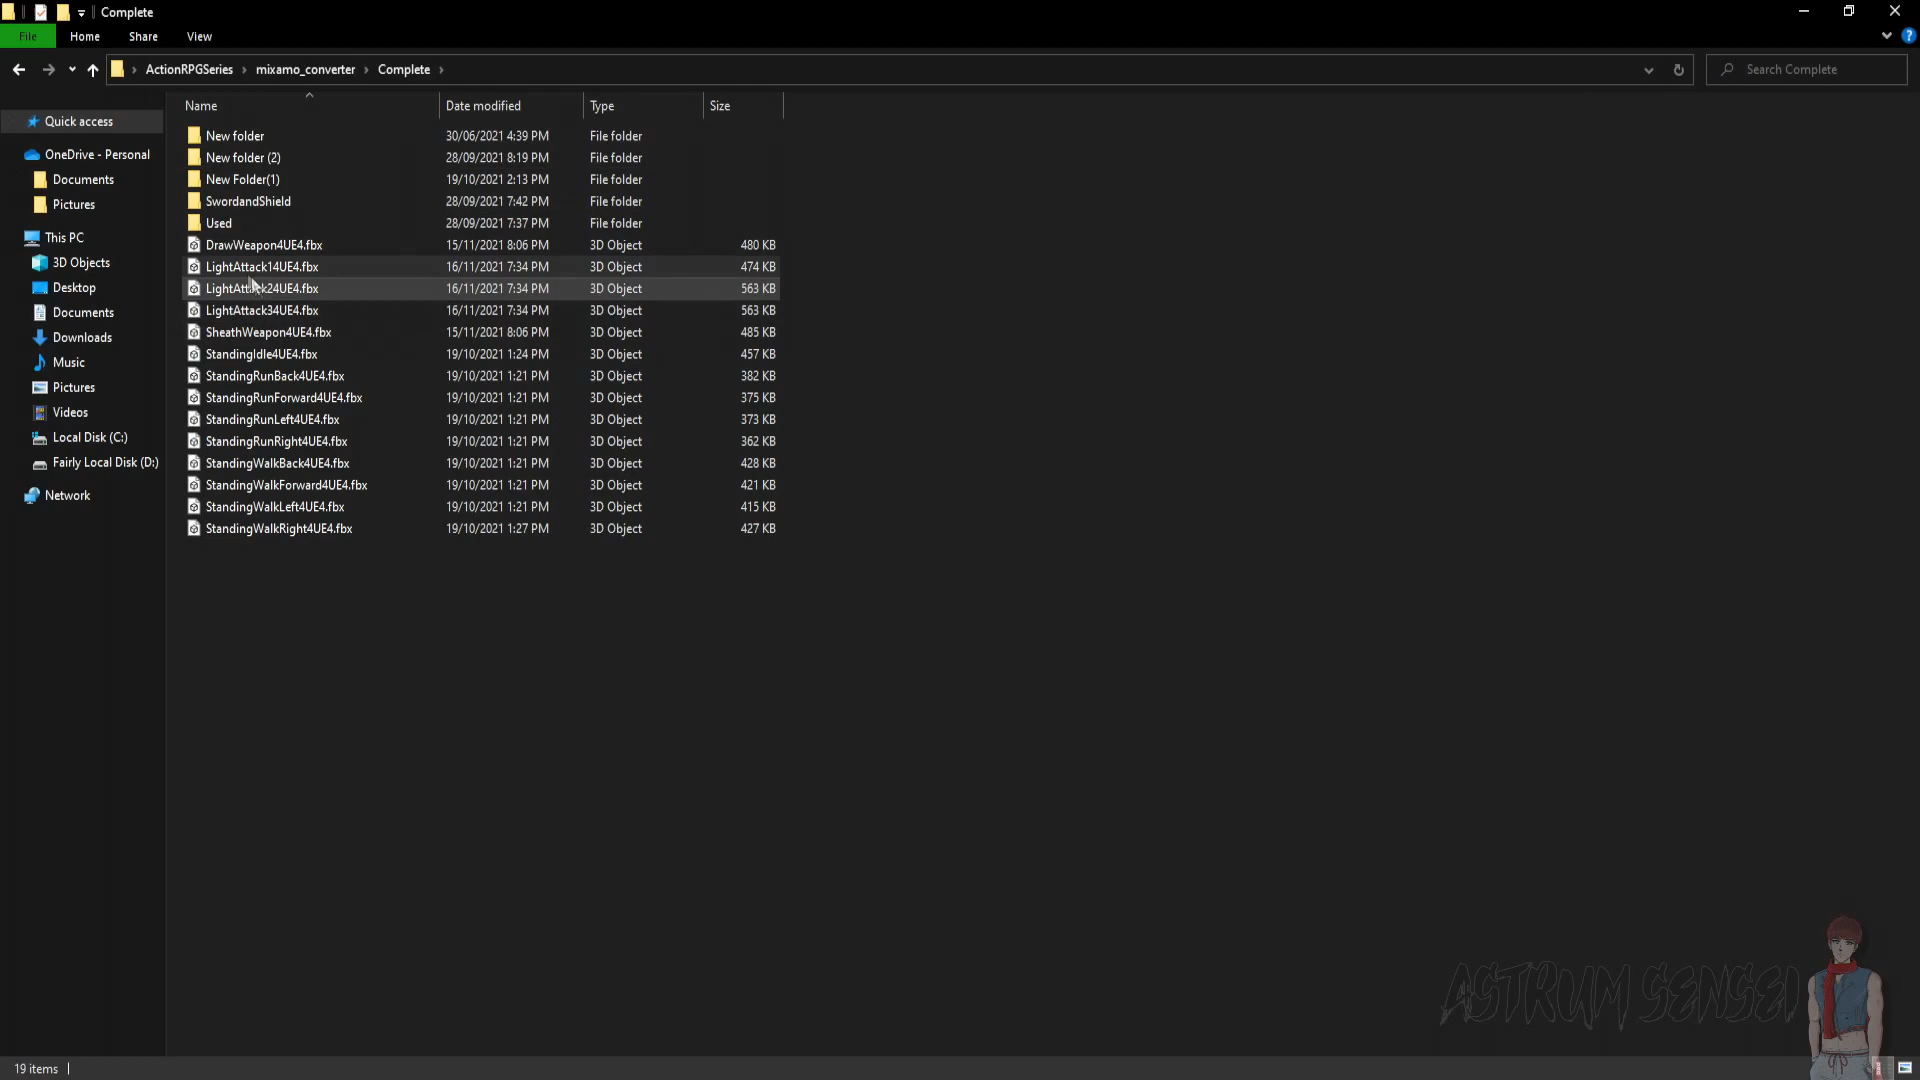 Complete
File Home Share View
ActionRPGSeries mixamo_converter Complete Search Complete
Name Date modified Type Size
Quick access
OneDrive - Personal
Documents
Pictures
This PC
3D Objects
Desktop
Documents
Downloads
Music
Pictures
Videos
Local Disk (C:)
Fairly Local Disk (D:)
Network
New folder 30/06/2021 4:39 PM File folder
New folder (2) 28/09/2021 8:19 PM File folder
New Folder(1) 19/10/2021 2:13 PM File folder
SwordandShield 28/09/2021 7:42 PM File folder
Used 28/09/2021 7:37 PM File folder
DrawWeapon4UE4.fbx 15/11/2021 8:06 PM 3D Object 480 KB
LightAttack14UE4.fbx 16/11/2021 7:34 PM 3D Object 474 KB
LightAttack24UE4.fbx 16/11/2021 7:34 PM 3D Object 563 KB
LightAttack34UE4.fbx 16/11/2021 7:34 PM 3D Object 563 KB
SheathWeapon4UE4.fbx 15/11/2021 8:06 PM 3D Object 485 KB
StandingIdle4UE4.fbx 19/10/2021 1:24 PM 3D Object 457 KB
StandingRunBack4UE4.fbx 19/10/2021 1:21 PM 3D Object 382 KB
StandingRunForward4UE4.fbx 19/10/2021 1:21 PM 3D Object 375 KB
StandingRunLeft4UE4.fbx 19/10/2021 1:21 PM 3D Object 373 KB
StandingRunRight4UE4.fbx 19/10/2021 1:21 PM 3D Object 362 KB
StandingWalkBack4UE4.fbx 19/10/2021 1:21 PM 3D Object 428 KB
StandingWalkForward4UE4.fbx 19/10/2021 1:21 PM 3D Object 421 KB
StandingWalkLeft4UE4.fbx 19/10/2021 1:21 PM 3D Object 415 KB
StandingWalkRight4UE4.fbx 19/10/2021 1:27 PM 3D Object 427 KB
ASTRUM SENSEI
19 items